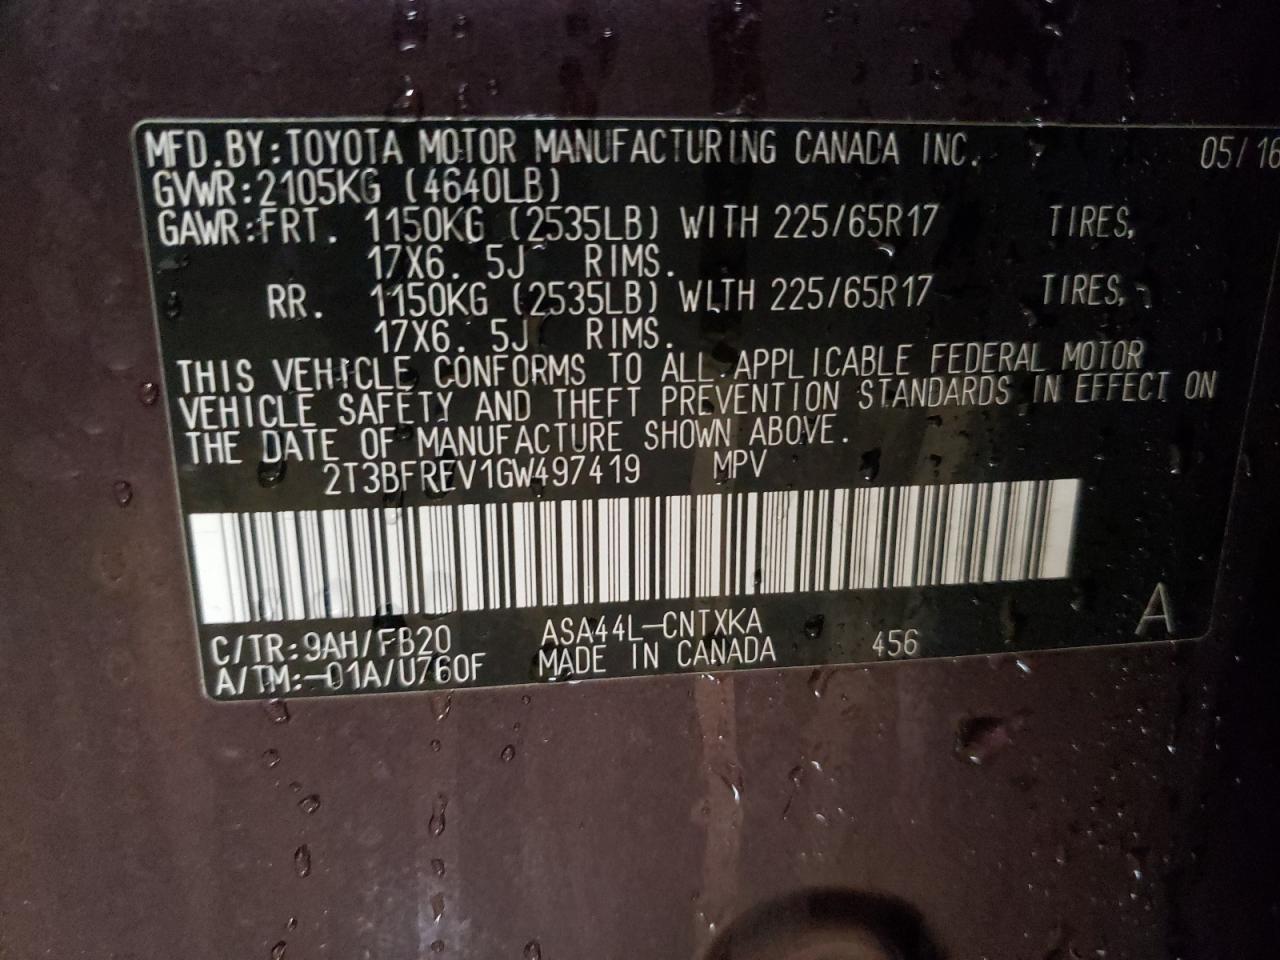 MFD.BY:TOYOTA MOTOR MANUFACTURING CANADA INC. 05/16
GVWR:2105KG (4640LB)
GAWR:FRT. 1150KG (2535LB) WITH 225/65R17 TIRES,
17X6. 5J RIMS.
RR. 1150KG (2535LB) WITH 225/65R17 TIRES,
17X6. 5J RIMS.
THIS VEHICLE CONFORMS TO ALL APPLICABLE FEDERAL MOTOR
VEHICLE SAFETY AND THEFT PREVENTION STANDARDS IN EFFECT ON
THE DATE OF MANUFACTURE SHOWN ABOVE.
2T3BFREV1GW497419 MPV
C/TR:9AH/FB20 ASA44L-CNTXKA 456 A
A/TM:-01A/U760F MADE IN CANADA